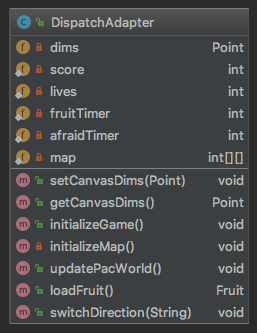 DispatchAdapter
dims Point
score int
lives int
fruitTimer int
afraidTimer int
map int[][]
setCanvasDims(Point) void
getCanvasDims() Point
initializeGame() void
initializeMap() void
updatePacWorld() void
loadFruit() Fruit
switchDirection(String) void